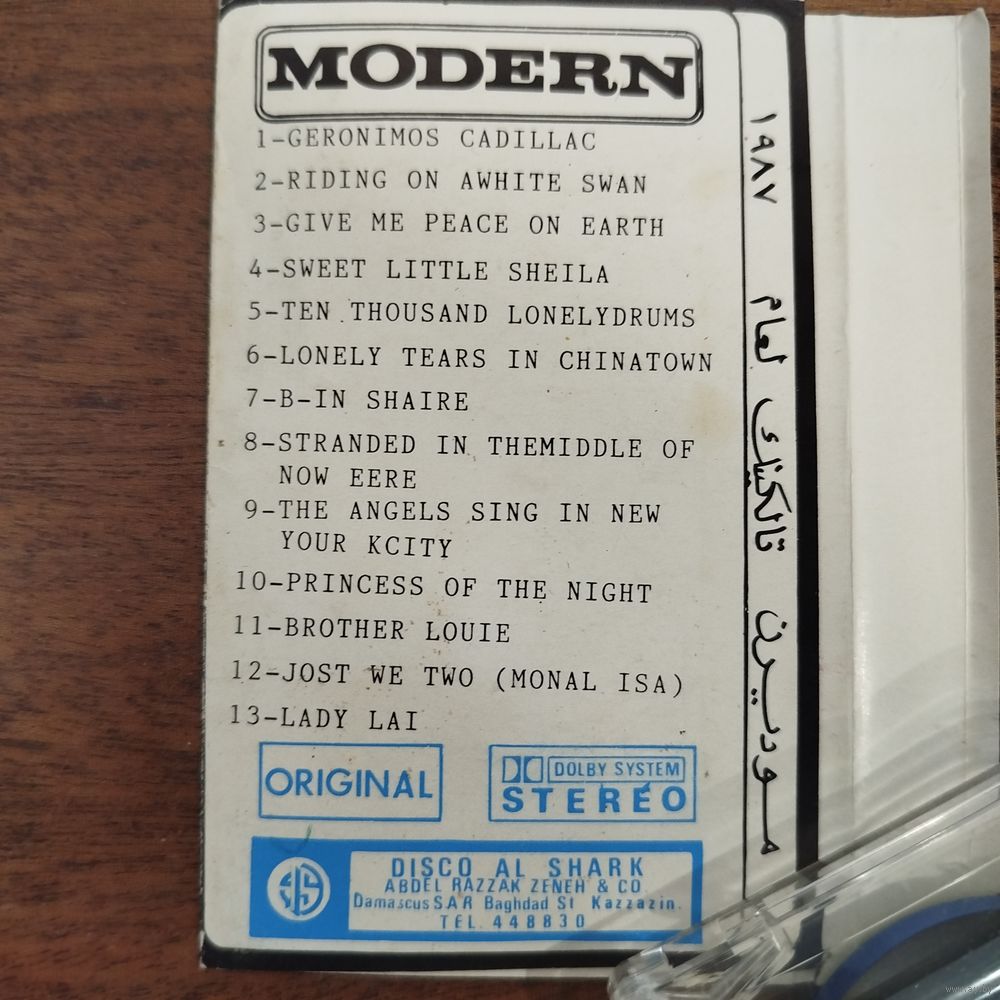 MODERN
1-GERONIMOS CADILLAC
2-RIDING ON AWHITE SWAN
3-GIVE ME PEACE ON EARTH
4-SWEET LITTLE SHEILA
5-TEN THOUSAND LONELYDRUMS
6-LONELY TEARS IN CHINATOWN
7-B-IN SHAIRE
8-STRANDED IN THEMIDDLE OF
NOW EERE
9-THE ANGELS SING IN NEW
YOUR KCITY
10-PRINCESS OF THE NIGHT
11-BROTHER LOUIE
12-JOST WE TWO (MONAL ISA)
13-LADY LAI
ORIGINAL
DOLBY SYSTEM
STEREO
DISCO AL SHARK
ABDEL RAZZAK ZENEH & CO
Damascus S.A.R Baghdad St Kazzazin.
TEL. 448830
موديرن تالكينك لعام ١٩٨٧